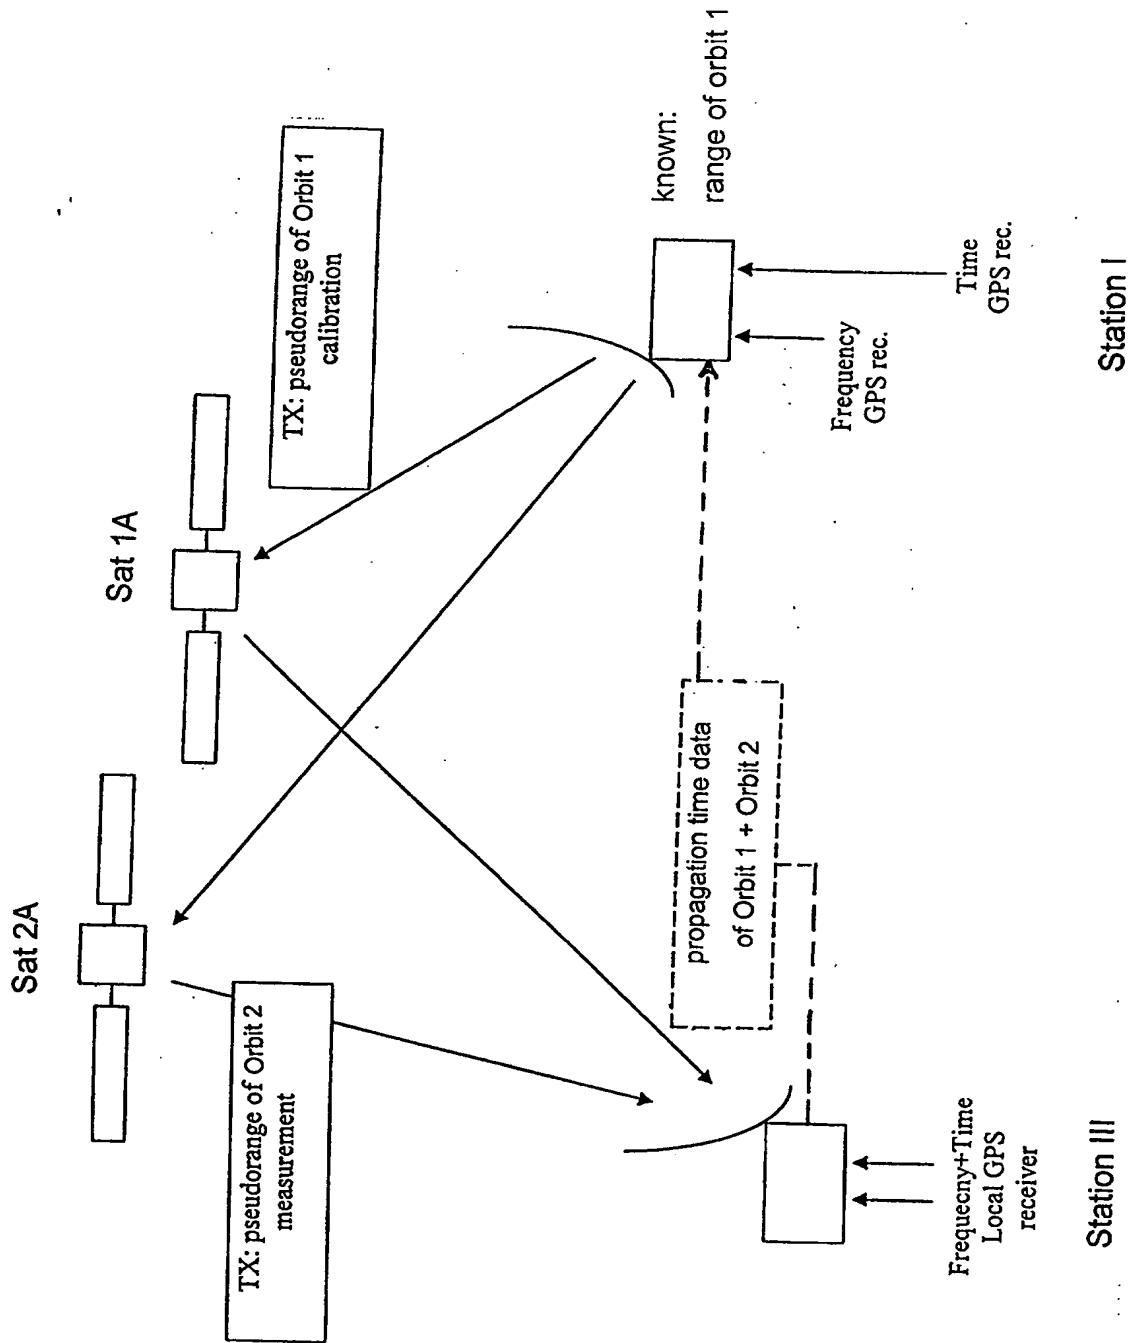 Sat 2A
Sat 1A
TX: pseudorange of Orbit 2
measurement
TX: pseudorange of Orbit 1
calibration
propagation time data
of Orbit 1 + Orbit 2
known:
range of orbit 1
Frequecny+Time
Local GPS
receiver
Frequency
GPS rec.
Time
GPS rec.
Station III
Station I